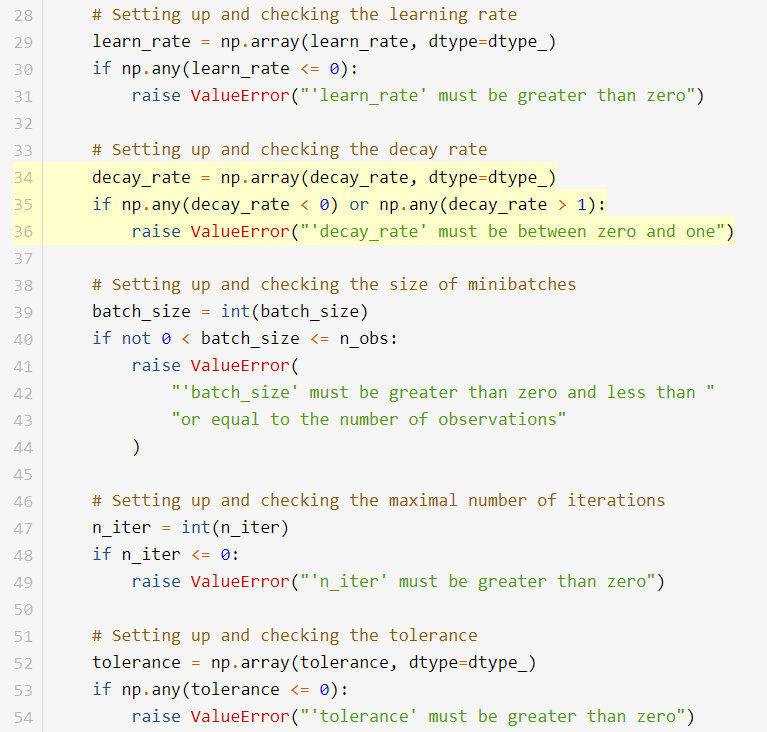 28 # Setting up and checking the learning rate
29 learn_rate = np.array(learn_rate, dtype=dtype_)
30 if np.any(learn_rate <= 0):
31 raise ValueError("'learn_rate' must be greater than zero")
32
33 # Setting up and checking the decay rate
34 decay_rate = np.array(decay_rate, dtype=dtype_)
35 if np.any(decay_rate < 0) or np.any(decay_rate > 1):
36 raise ValueError("'decay_rate' must be between zero and one")
37
38 # Setting up and checking the size of minibatches
39 batch_size = int(batch_size)
40 if not 0 < batch_size <= n_obs:
41 raise ValueError(
42 "'batch_size' must be greater than zero and less than "
43 "or equal to the number of observations"
44 )
45
46 # Setting up and checking the maximal number of iterations
47 n_iter = int(n_iter)
48 if n_iter <= 0:
49 raise ValueError("'n_iter' must be greater than zero")
50
51 # Setting up and checking the tolerance
52 tolerance = np.array(tolerance, dtype=dtype_)
53 if np.any(tolerance <= 0):
54 raise ValueError("'tolerance' must be greater than zero")